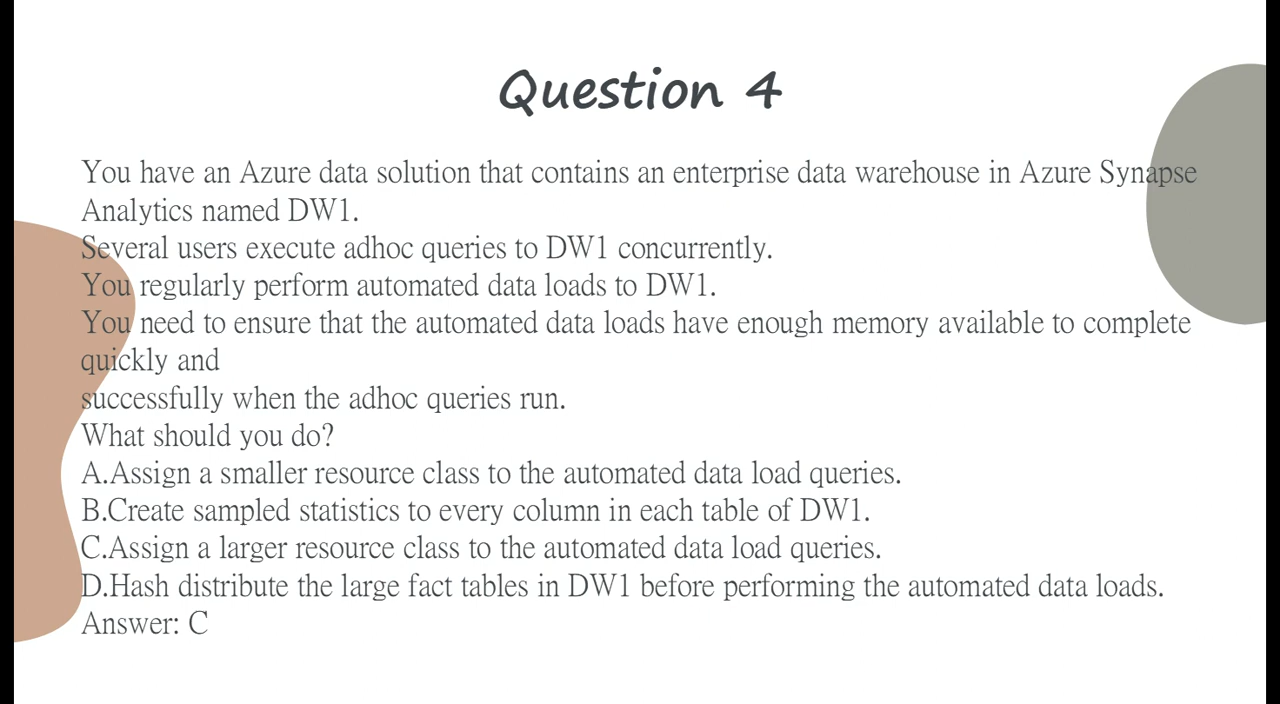 Question 4
You have an Azure data solution that contains an enterprise data warehouse in Azure Synapse
Analytics named DW1.
Several users execute adhoc queries to DW1 concurrently.
You regularly perform automated data loads to DW1.
You need to ensure that the automated data loads have enough memory available to complete
quickly and
successfully when the adhoc queries run.
What should you do?
A.Assign a smaller resource class to the automated data load queries.
B.Create sampled statistics to every column in each table of DW1.
C.Assign a larger resource class to the automated data load queries.
D.Hash distribute the large fact tables in DW1 before performing the automated data loads.
Answer: C